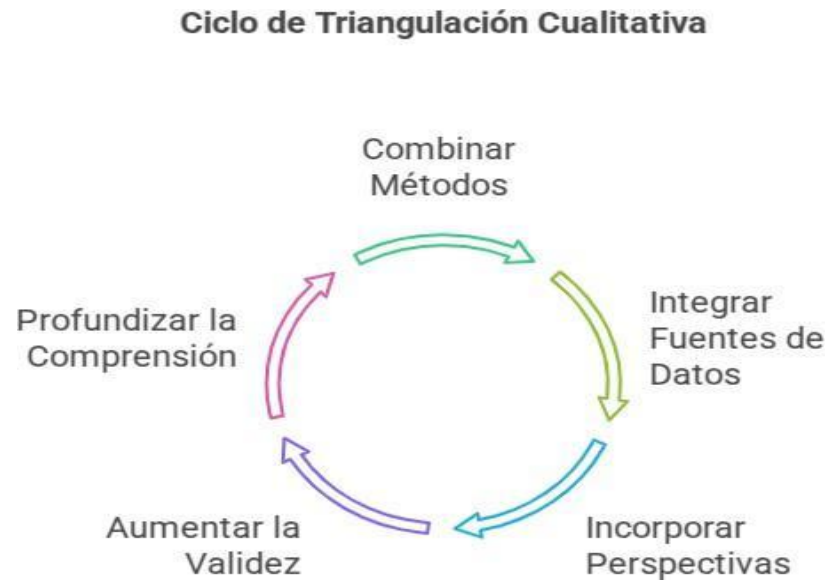 Ciclo de Triangulación Cualitativa
Combinar
Métodos
Integrar
Fuentes de
Datos
Incorporar
Perspectivas
Aumentar la
Validez
Profundizar la
Comprensión